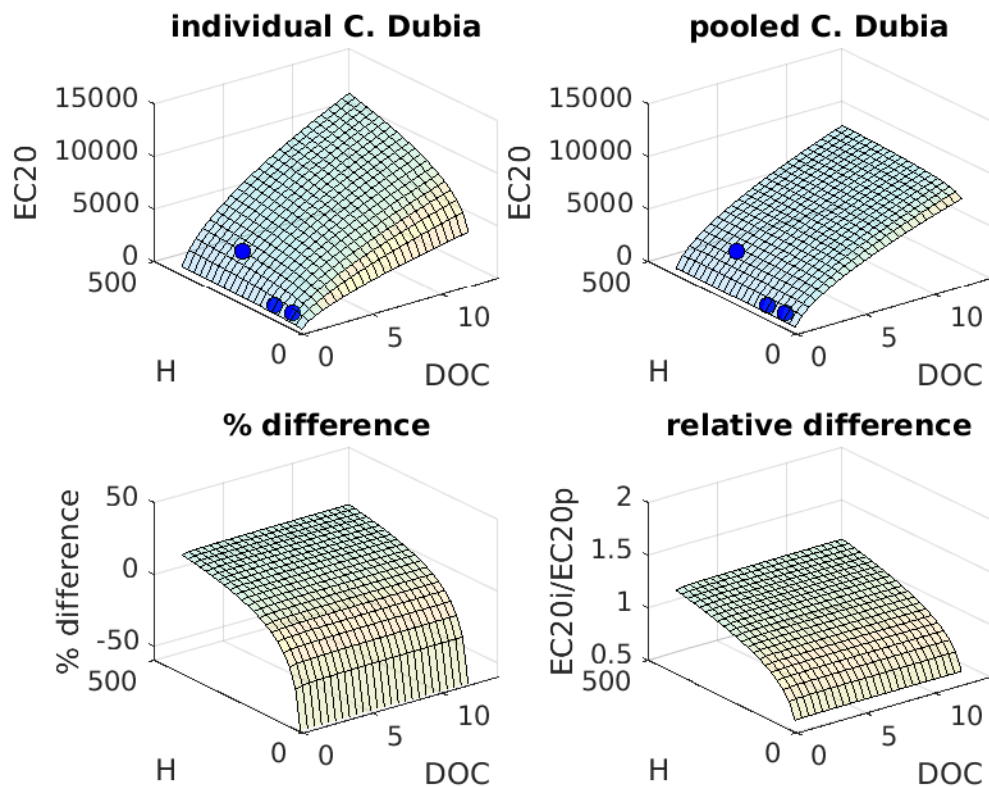 individual C. Dubia
15000
10000
5000
0
500
EC20
H
0
0
5
10
DOC
pooled C. Dubia
15000
10000
5000
0
500
EC20
H
0
0
5
10
DOC
% difference
50
0
-50
500
% difference
H
0
0
5
10
DOC
relative difference
2
1.5
1
0.5
500
EC20i/EC20p
H
0
0
5
10
DOC